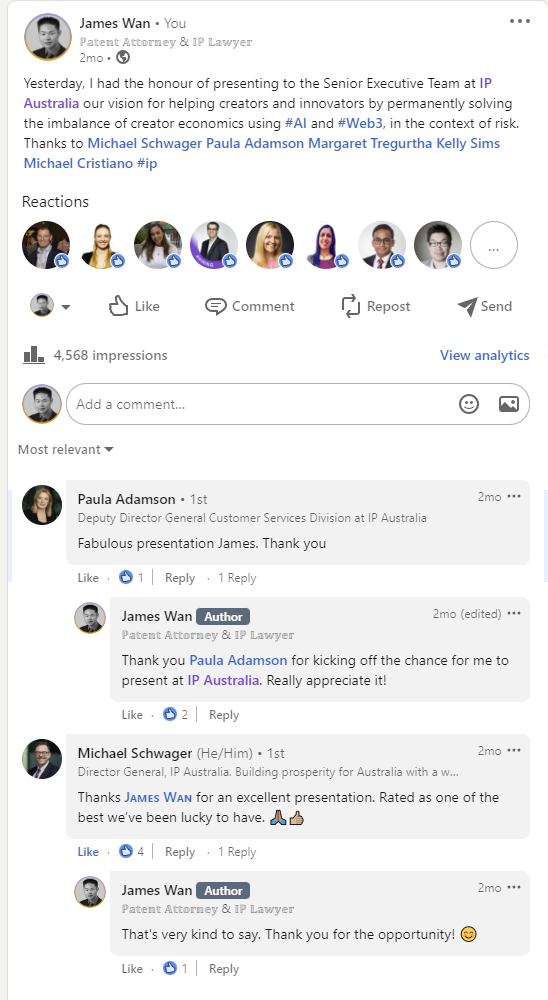 James Wan • You
ℙ𝕒𝕥𝕖𝕟𝕥 𝔸𝕥𝕥𝕠𝕣𝕟𝕖𝕪 & 𝕀ℙ 𝕃𝕒𝕨𝕪𝕖𝕣
2mo •
Yesterday, I had the honour of presenting to the Senior Executive Team at IP
Australia our vision for helping creators and innovators by permanently solving
the imbalance of creator economics using #AI and #Web3, in the context of risk.
Thanks to Michael Schwager Paula Adamson Margaret Tregurtha Kelly Sims
Michael Cristiano #ip
Reactions
...
Like Comment Repost Send
4,568 impressions View analytics
Add a comment...
Most relevant
Paula Adamson • 1st 2mo
Deputy Director General Customer Services Division at IP Australia
Fabulous presentation James. Thank you
Like · 1 | Reply · 1 Reply
James Wan Author 2mo (edited)
ℙ𝕒𝕥𝕖𝕟𝕥 𝔸𝕥𝕥𝕠𝕣𝕟𝕖𝕪 & 𝕀ℙ 𝕃𝕒𝕨𝕪𝕖𝕣
Thank you Paula Adamson for kicking off the chance for me to
present at IP Australia. Really appreciate it!
Like · 2 | Reply
Michael Schwager (He/Him) • 1st 2mo
Director General, IP Australia. Building prosperity for Australia with a w...
Thanks James Wan for an excellent presentation. Rated as one of the
best we've been lucky to have. 🙏🏽👍🏽
Like · 4 | Reply · 1 Reply
James Wan Author 2mo
ℙ𝕒𝕥𝕖𝕟𝕥 𝔸𝕥𝕥𝕠𝕣𝕟𝕖𝕪 & 𝕀ℙ 𝕃𝕒𝕨𝕪𝕖𝕣
That's very kind to say. Thank you for the opportunity! 😊
Like · 1 | Reply